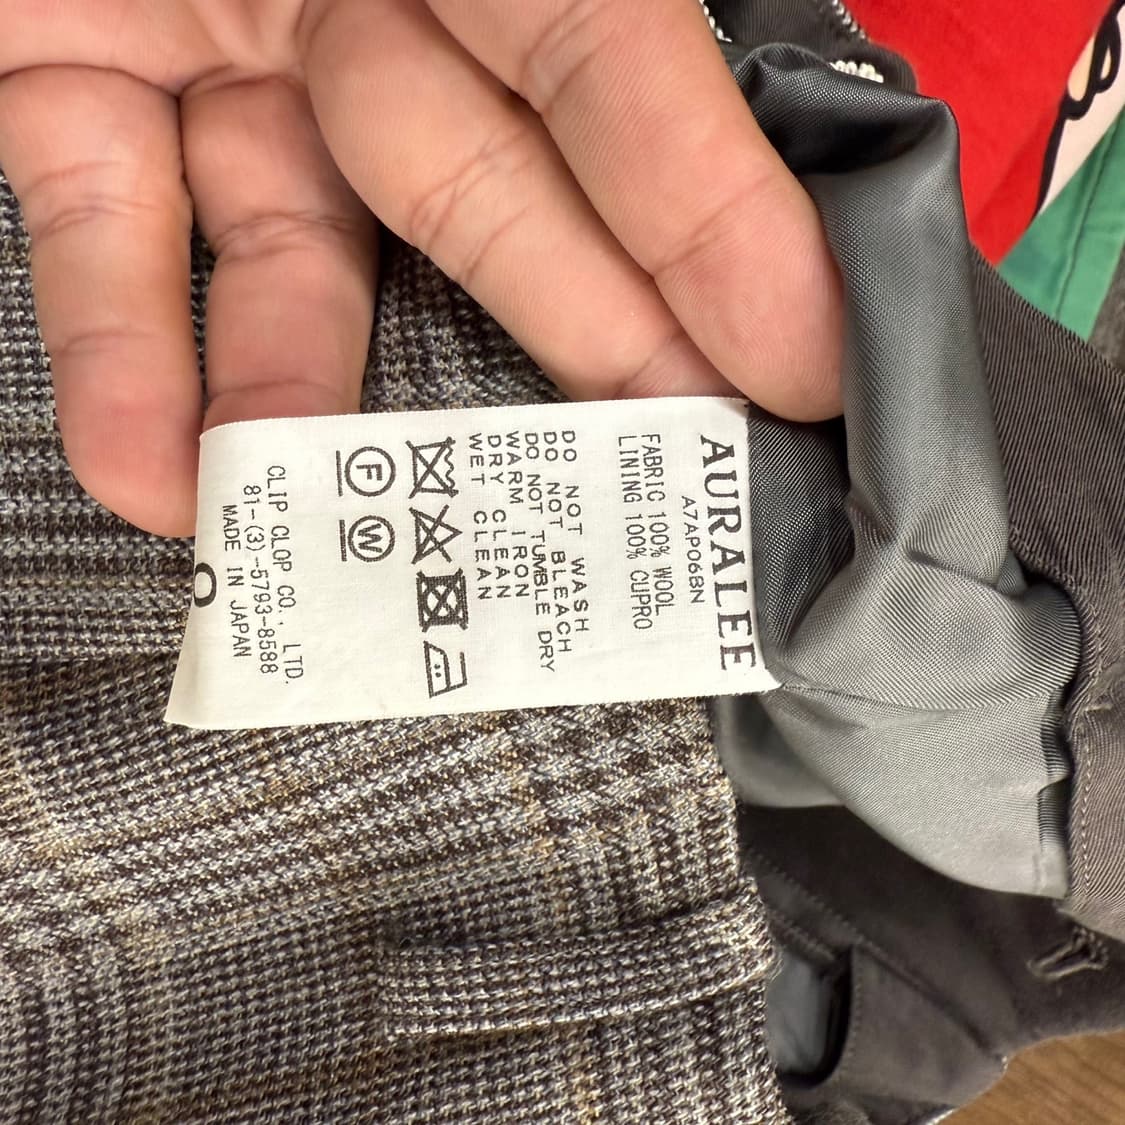 AURALEE
A7AP06BN
FABRIC 100% WOOL
LINING 100% CUPRO
DO NOT WASH
DO NOT BLEACH
DO NOT TUMBLE DRY
WARM IRON
DRY CLEAN
WET CLEAN
F W
CLIP CLOP CO., LTD.
81-(3)-5793-8588
MADE IN JAPAN
0